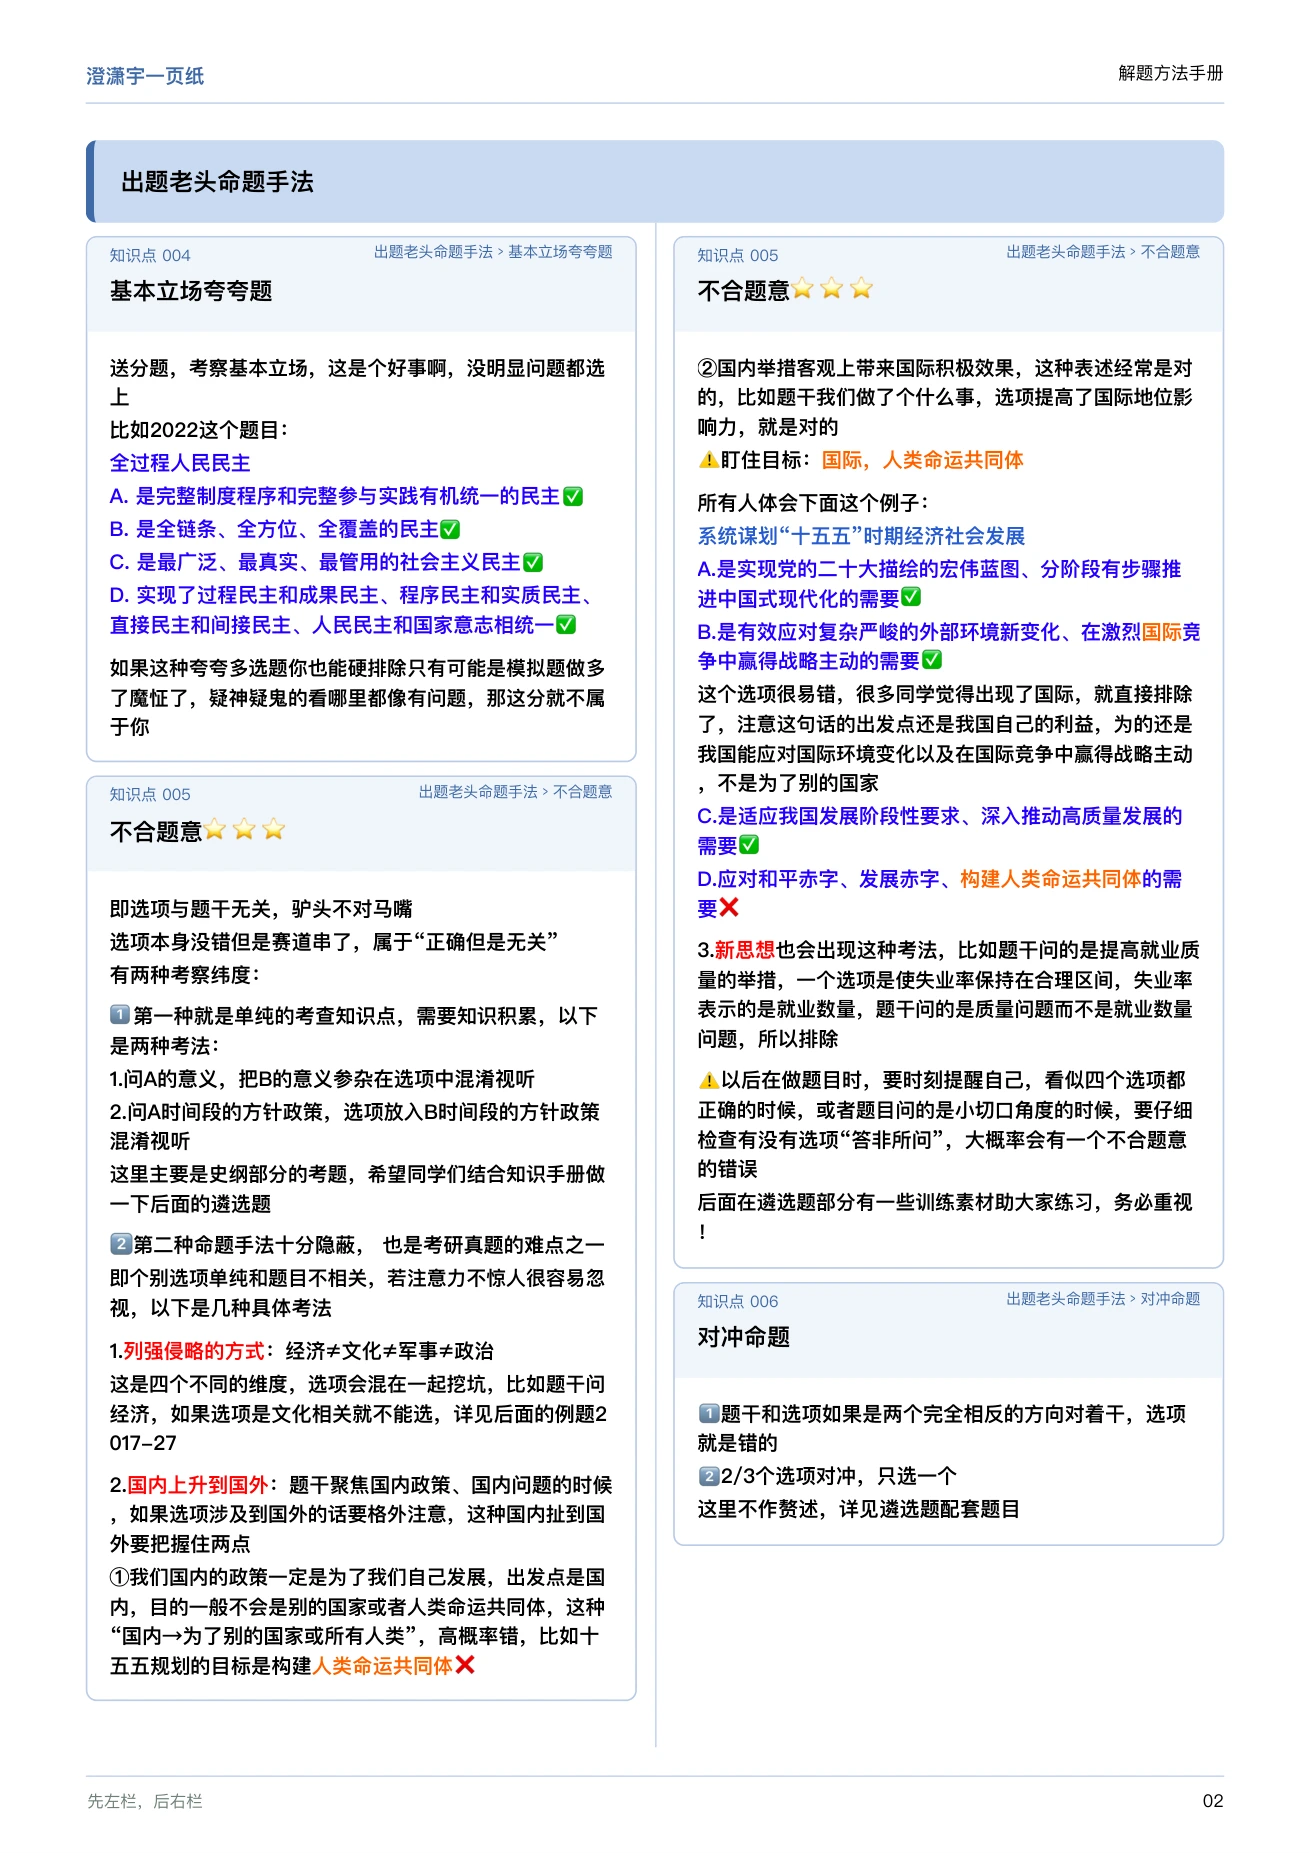 澄潇宇一页纸
解题方法手册
出题老头命题手法
知识点 004
出题老头命题手法 > 基本立场夸夸题
基本立场夸夸题
送分题，考察基本立场，这是个好事啊，没明显问题都选
上
比如2022这个题目：
全过程人民民主
A. 是完整制度程序和完整参与实践有机统一的民主✅
B. 是全链条、全方位、全覆盖的民主✅
C. 是最广泛、最真实、最管用的社会主义民主✅
D. 实现了过程民主和成果民主、程序民主和实质民主、
直接民主和间接民主、人民民主和国家意志相统一✅
如果这种夸夸多选题你也能硬排除只有可能是模拟题做多
了魔怔了，疑神疑鬼的看哪里都像有问题，那这分就不属
于你
知识点 005
出题老头命题手法 > 不合题意
不合题意⭐⭐⭐
即选项与题干无关，驴头不对马嘴
选项本身没错但是赛道串了，属于“正确但是无关”
有两种考察纬度：
1️⃣第一种就是单纯的考查知识点，需要知识积累，以下
是两种考法：
1.问A的意义，把B的意义参杂在选项中混淆视听
2.问A时间段的方针政策，选项放入B时间段的方针政策
混淆视听
这里主要是史纲部分的考题，希望同学们结合知识手册做
一下后面的遴选题
2️⃣第二种命题手法十分隐蔽， 也是考研真题的难点之一
即个别选项单纯和题目不相关，若注意力不惊人很容易忽
视，以下是几种具体考法
1.列强侵略的方式：经济≠文化≠军事≠政治
这是四个不同的维度，选项会混在一起挖坑，比如题干问
经济，如果选项是文化相关就不能选，详见后面的例题2
017-27
2.国内上升到国外：题干聚焦国内政策、国内问题的时候
，如果选项涉及到国外的话要格外注意，这种国内扯到国
外要把握住两点
①我们国内的政策一定是为了我们自己发展，出发点是国
内，目的一般不会是别的国家或者人类命运共同体，这种
“国内→为了别的国家或所有人类”，高概率错，比如十
五五规划的目标是构建人类命运共同体❌
知识点 005
出题老头命题手法 > 不合题意
不合题意⭐⭐⭐
②国内举措客观上带来国际积极效果，这种表述经常是对
的，比如题干我们做了个什么事，选项提高了国际地位影
响力，就是对的
⚠️盯住目标：国际，人类命运共同体
所有人体会下面这个例子：
系统谋划“十五五”时期经济社会发展
A.是实现党的二十大描绘的宏伟蓝图、分阶段有步骤推
进中国式现代化的需要✅
B.是有效应对复杂严峻的外部环境新变化、在激烈国际竞
争中赢得战略主动的需要✅
这个选项很易错，很多同学觉得出现了国际，就直接排除
了，注意这句话的出发点还是我国自己的利益，为的还是
我国能应对国际环境变化以及在国际竞争中赢得战略主动
，不是为了别的国家
C.是适应我国发展阶段性要求、深入推动高质量发展的
需要✅
D.应对和平赤字、发展赤字、构建人类命运共同体的需
要❌
3.新思想也会出现这种考法，比如题干问的是提高就业质
量的举措，一个选项是使失业率保持在合理区间，失业率
表示的是就业数量，题干问的是质量问题而不是就业数量
问题，所以排除
⚠️以后在做题目时，要时刻提醒自己，看似四个选项都
正确的时候，或者题目问的是小切口角度的时候，要仔细
检查有没有选项“答非所问”，大概率会有一个不合题意
的错误
后面在遴选题部分有一些训练素材助大家练习，务必重视
！
知识点 006
出题老头命题手法 > 对冲命题
对冲命题
1️⃣题干和选项如果是两个完全相反的方向对着干，选项
就是错的
2️⃣2/3个选项对冲，只选一个
这里不作赘述，详见遴选题配套题目
先左栏，后右栏
02